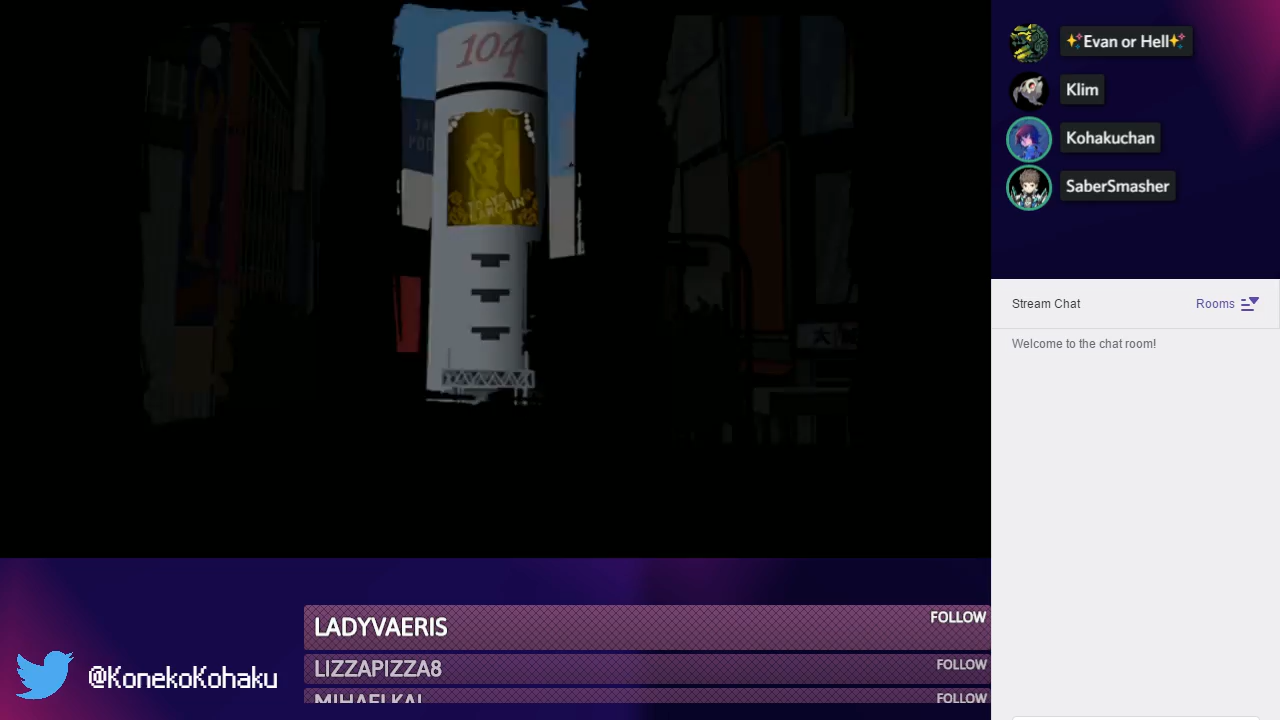 104
✨Evan or Hell✨
Klim
Kohakuchan
SaberSmasher
Stream Chat
Rooms
Welcome to the chat room!
LADYVAERIS
FOLLOW
LIZZAPIZZA8
FOLLOW
FOLLOW
@KonekoKohaku